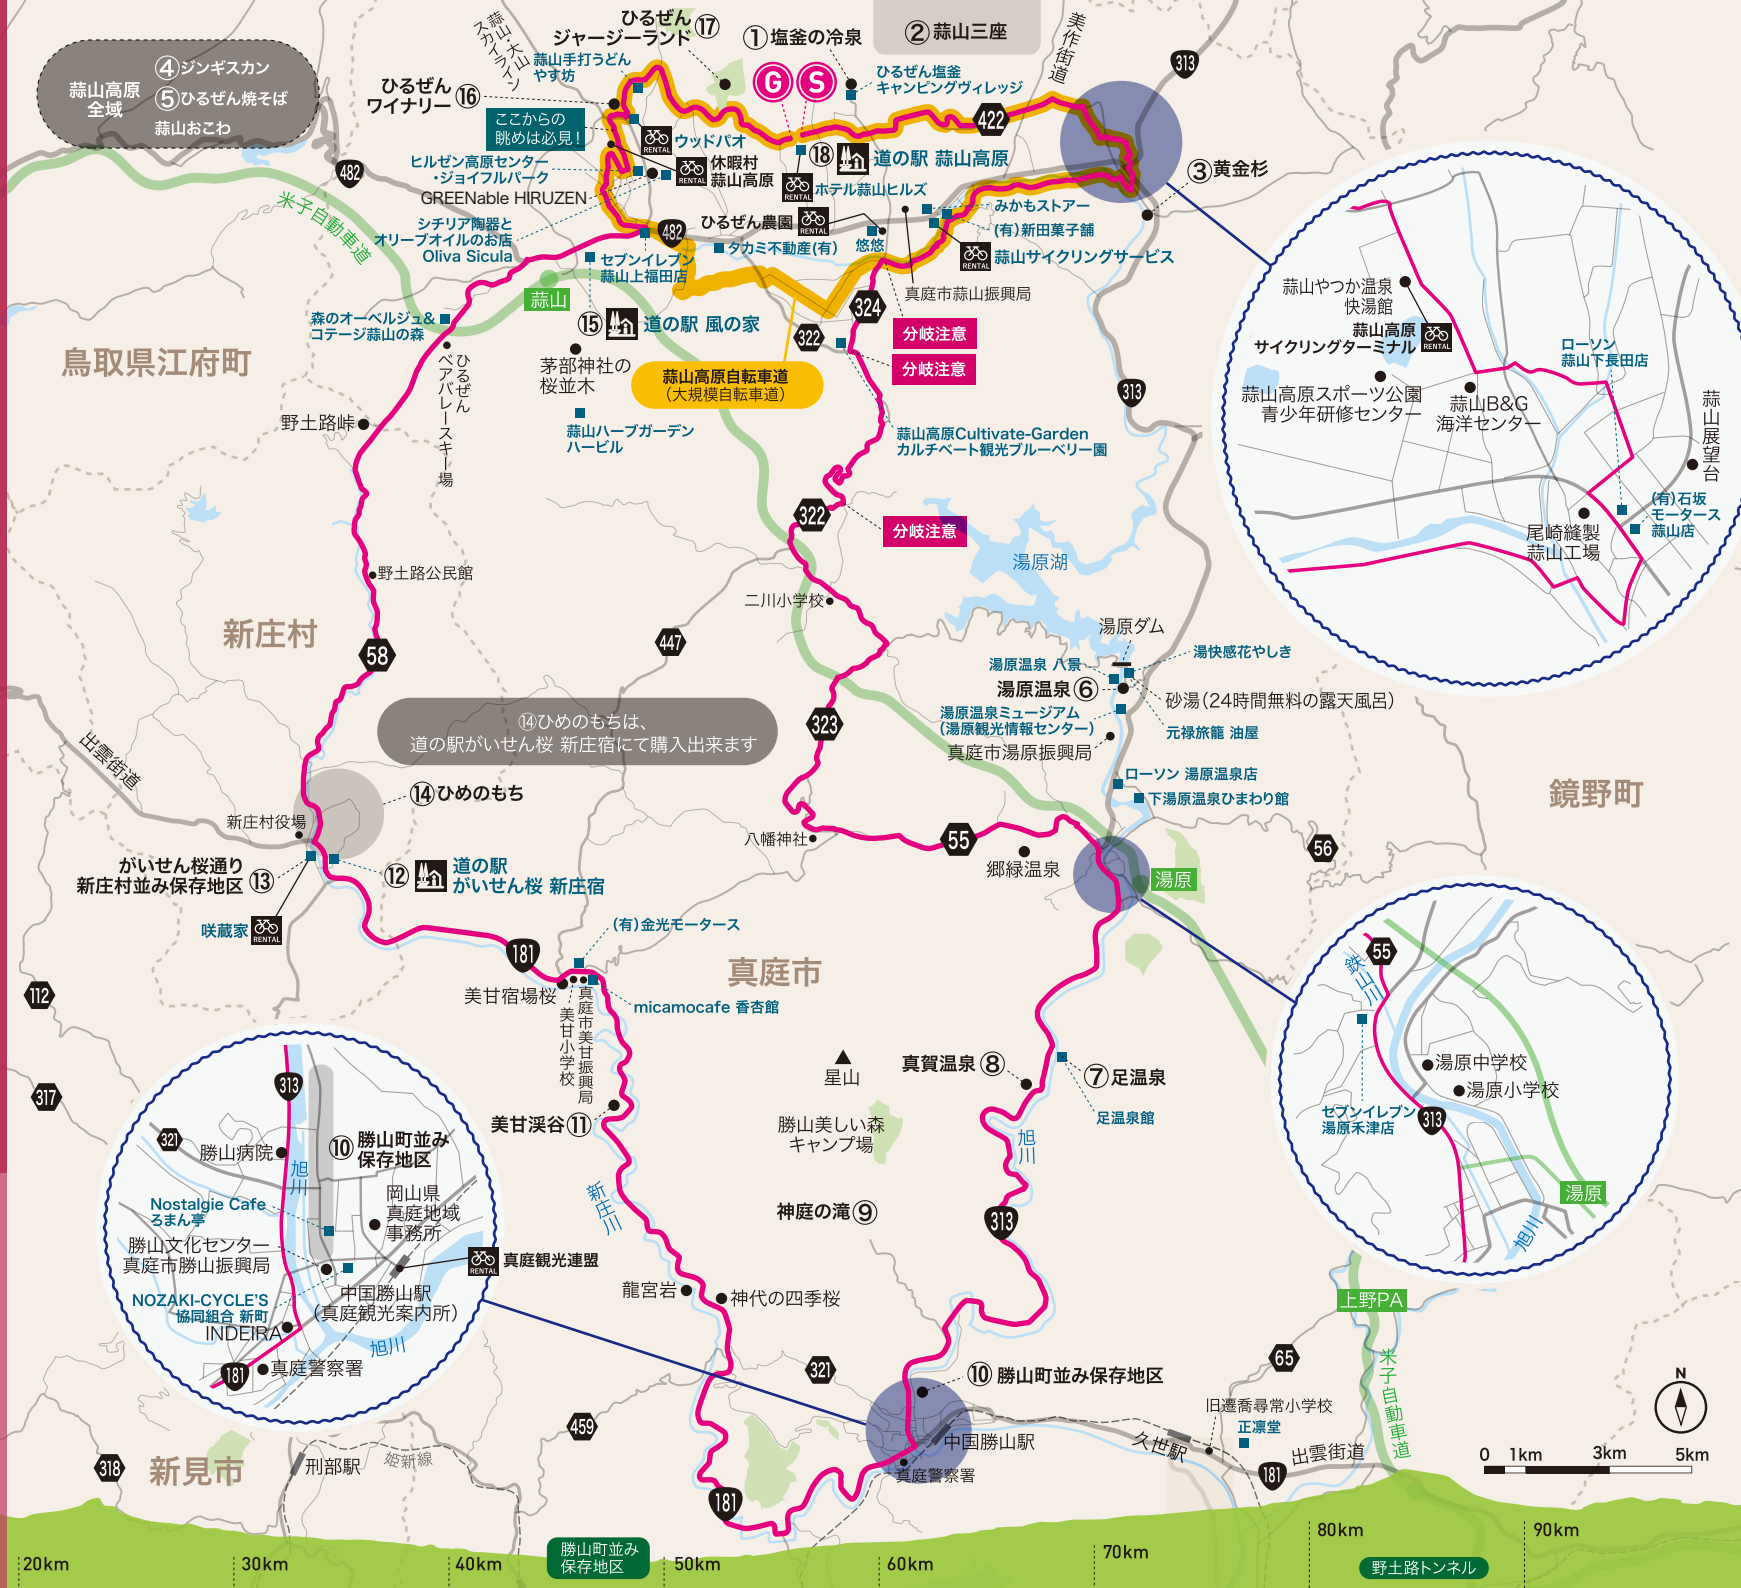 蒜山高原
全域
④ジンギスカン
⑤ひるぜん焼そば
蒜山おこわ
蒜山・大山
スカイライン
ひるぜん
ジャージーランド⑰
①塩釜の冷泉
②蒜山三座
美作街道
313
蒜山手打うどん
やす坊
G
S
ひるぜん塩釜
キャンピングヴィレッジ
ひるぜん
ワイナリー⑯
ここからの
眺めは必見！
422
RENTAL
ウッドパオ
ヒルゼン高原センター
・ジョイフルパーク
RENTAL
休暇村
蒜山高原
⑱
道の駅 蒜山高原
482
③黄金杉
GREENable HIRUZEN
RENTAL
ホテル蒜山ヒルズ
米子自動車道
シチリア陶器と
オリーブオイルのお店
Oliva Sicula
482
ひるぜん農園
RENTAL
みかもストアー
(有)新田菓子舗
悠悠
タカミ不動産(有)
RENTAL
蒜山サイクリングサービス
セブンイレブン
蒜山上福田店
蒜山
真庭市蒜山振興局
324
森のオーベルジュ&
コテージ蒜山の森
⑮
道の駅 風の家
322
分岐注意
分岐注意
鳥取県江府町
ひるぜん
ベアバレースキー場
茅部神社の
桜並木
蒜山高原自転車道
（大規模自転車道）
313
野土路峠
蒜山ハーブガーデン
ハービル
蒜山高原Cultivate-Garden
カルチベート観光ブルーベリー園
322
分岐注意
湯原湖
野土路公民館
二川小学校
新庄村
58
447
湯原ダム
湯原温泉 八景
湯快感花やしき
湯原温泉⑥
砂湯（24時間無料の露天風呂）
⑭ひめのもちは、
道の駅がいせん桜 新庄宿にて購入出来ます
323
湯原温泉ミュージアム
（湯原観光情報センター）
元禄旅籠 油屋
真庭市湯原振興局
出雲街道
ローソン 湯原温泉店
下湯原温泉ひまわり館
鏡野町
⑭ひめのもち
新庄村役場
八幡神社
55
56
郷緑温泉
湯原
がいせん桜通り
新庄村並み保存地区⑬
⑫
道の駅
がいせん桜 新庄宿
咲蔵家
RENTAL
(有)金光モータース
181
真庭市
112
美甘宿場桜
美甘小学校
真庭市美甘振興局
micamocafe 香杏館
317
星山
真賀温泉⑧
⑦足温泉
足温泉館
美甘渓谷⑪
勝山美しい森
キャンプ場
旭川
新庄川
神庭の滝⑨
313
龍宮岩
神代の四季桜
321
⑩勝山町並み保存地区
65
459
旧遷喬尋常小学校
正凛堂
中国勝山駅
久世駅
真庭警察署
出雲街道
181
181
318
新見市
刑部駅
姫新線
上野PA
米子自動車道
N
0 1km 3km 5km
蒜山やつか温泉
快湯館
蒜山高原
サイクリングターミナル
RENTAL
ローソン
蒜山下長田店
蒜山高原スポーツ公園
青少年研修センター
蒜山B&G
海洋センター
蒜山展望台
(有)石坂
モータース
蒜山店
尾崎縫製
蒜山工場
55
鉄山川
湯原中学校
湯原小学校
セブンイレブン
湯原禾津店
313
湯原
旭川
313
321
勝山病院
⑩勝山町並み
保存地区
旭川
岡山県
真庭地域
事務所
Nostalgie Cafe
ろまん亭
勝山文化センター
真庭市勝山振興局
RENTAL
真庭観光連盟
NOZAKI-CYCLE'S
協同組合 新町
中国勝山駅
（真庭観光案内所）
INDEIRA
旭川
181
真庭警察署
20km
30km
40km
勝山町並み
保存地区
50km
60km
70km
80km
野土路トンネル
90km